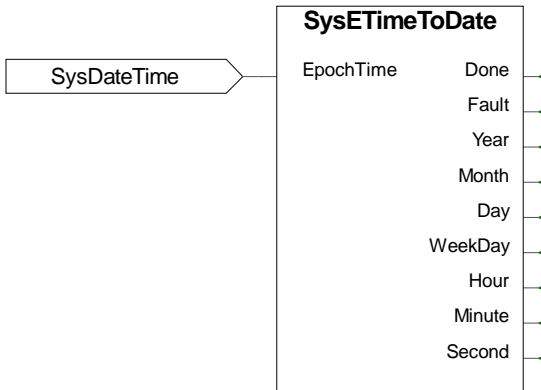 SysETimeToDate
SysDateTime
EpochTime Done
Fault
Year
Month
Day
WeekDay
Hour
Minute
Second